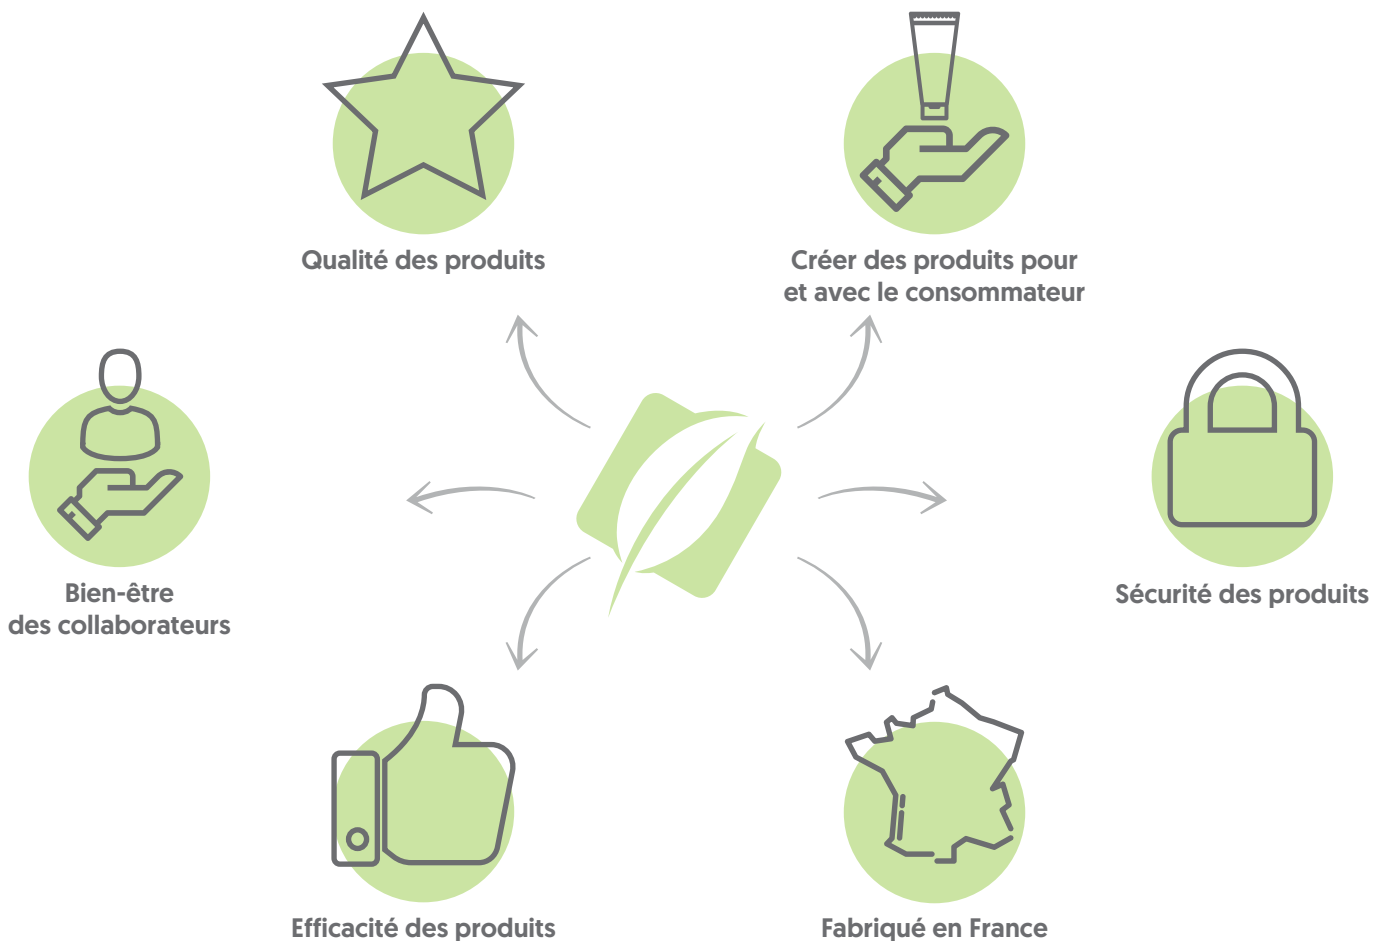 Qualité des produits
Créer des produits pour
et avec le consommateur
Bien-être
des collaborateurs
Sécurité des produits
Efficacité des produits
Fabriqué en France